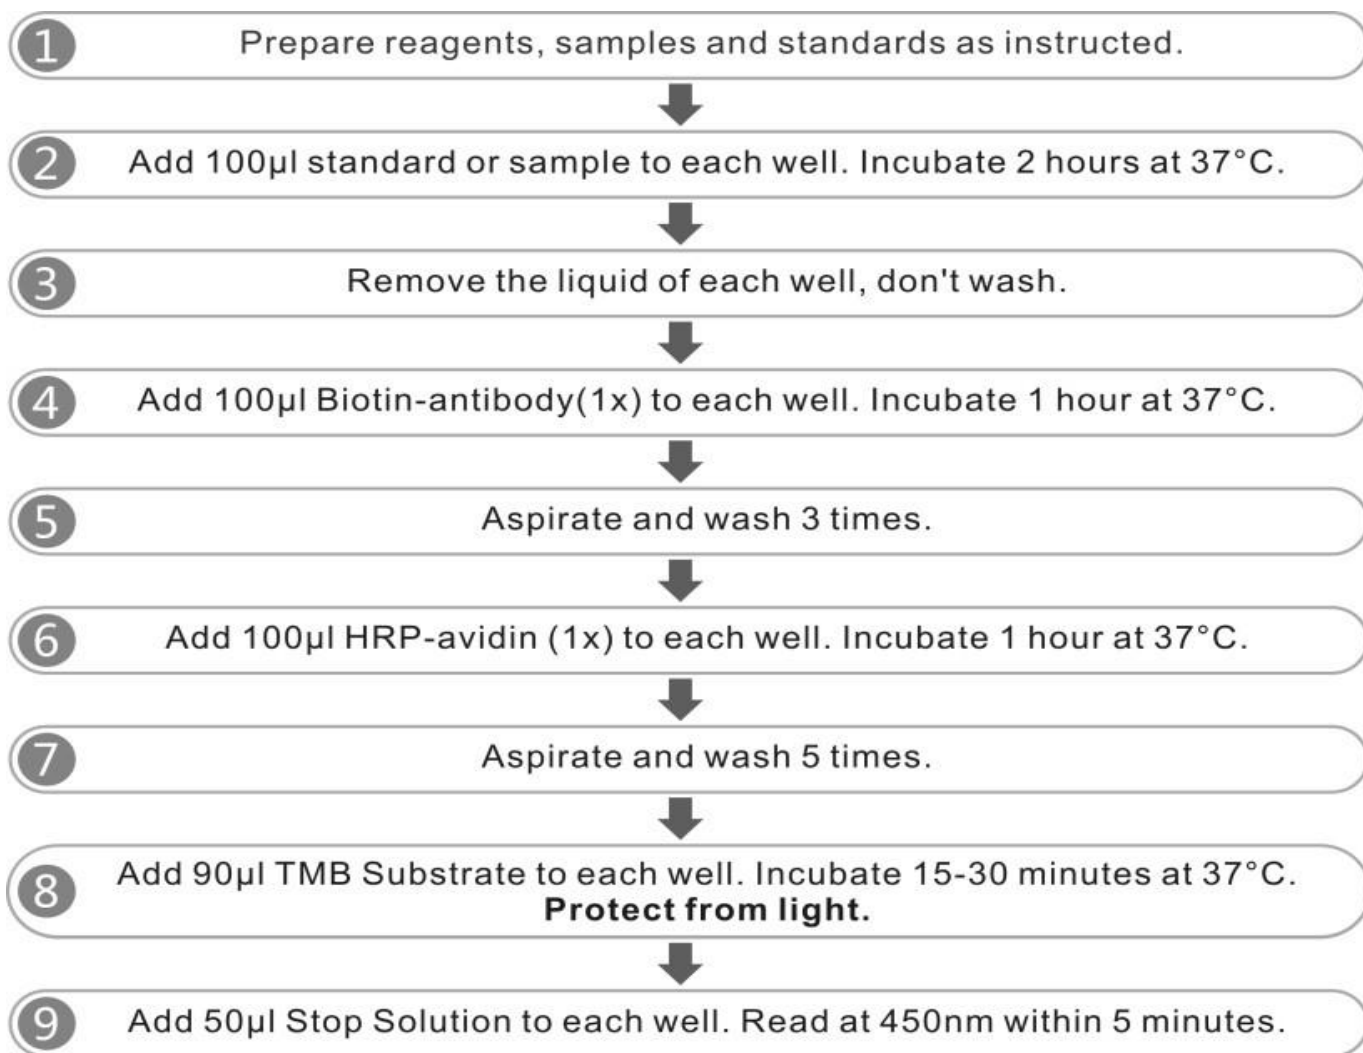 1 Prepare reagents, samples and standards as instructed.
2 Add 100µl standard or sample to each well. Incubate 2 hours at 37°C.
3 Remove the liquid of each well, don't wash.
4 Add 100µl Biotin-antibody(1x) to each well. Incubate 1 hour at 37°C.
5 Aspirate and wash 3 times.
6 Add 100µl HRP-avidin (1x) to each well. Incubate 1 hour at 37°C.
7 Aspirate and wash 5 times.
8 Add 90µl TMB Substrate to each well. Incubate 15-30 minutes at 37°C.
Protect from light.
9 Add 50µl Stop Solution to each well. Read at 450nm within 5 minutes.